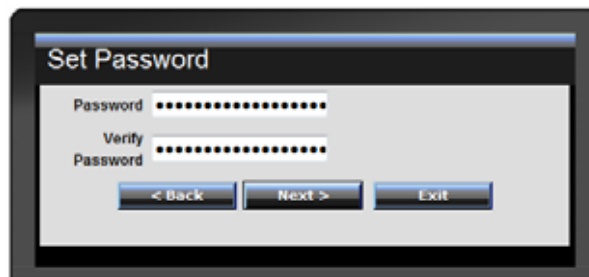 Set Password
Password ••••••••••••••••••
Verify
Password ••••••••••••••••••
< Back Next > Exit